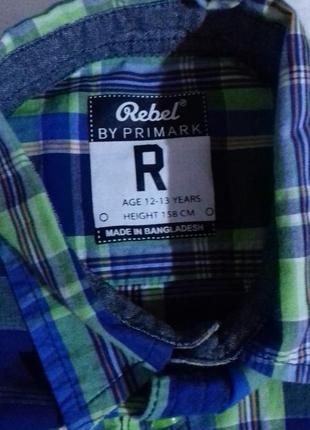 Rebel®
BY PRIMARK
R
AGE 12-13 YEARS
HEIGHT 158 CM
MADE IN BANGLADESH